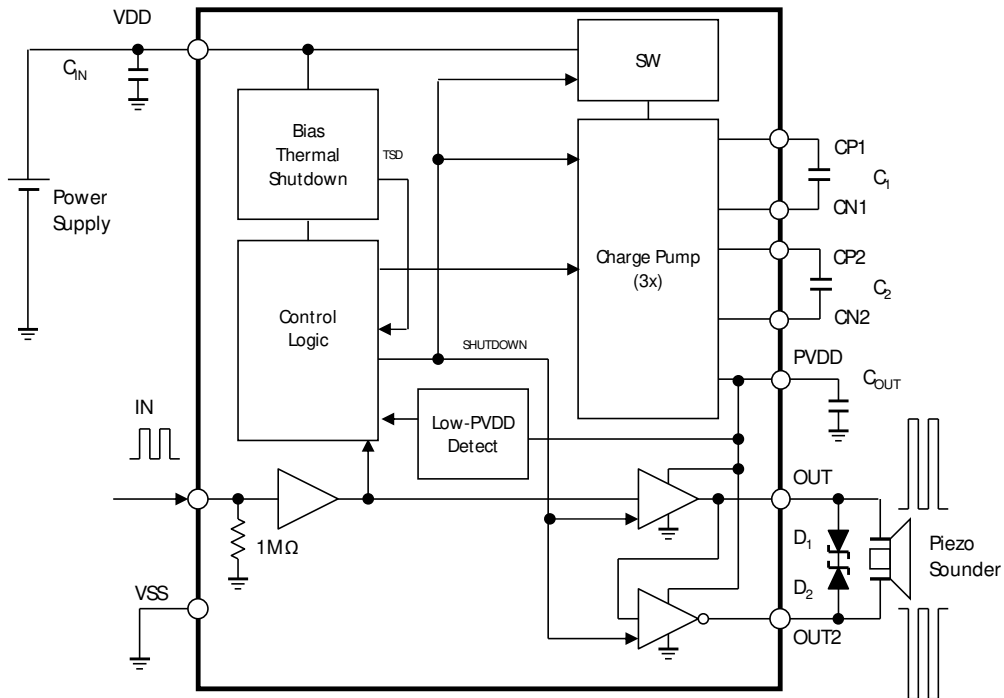 VDD
C_IN
SW
Bias
Thermal
Shutdown
TSD
CP1
C_1
CN1
Power
Supply
Charge Pump
(3x)
CP2
C_2
CN2
Control
Logic
SHUTDOWN
PVDD
C_OUT
IN
Low-PVDD
Detect
OUT
1MΩ
D_1
Piezo
Sounder
D_2
VSS
OUT2